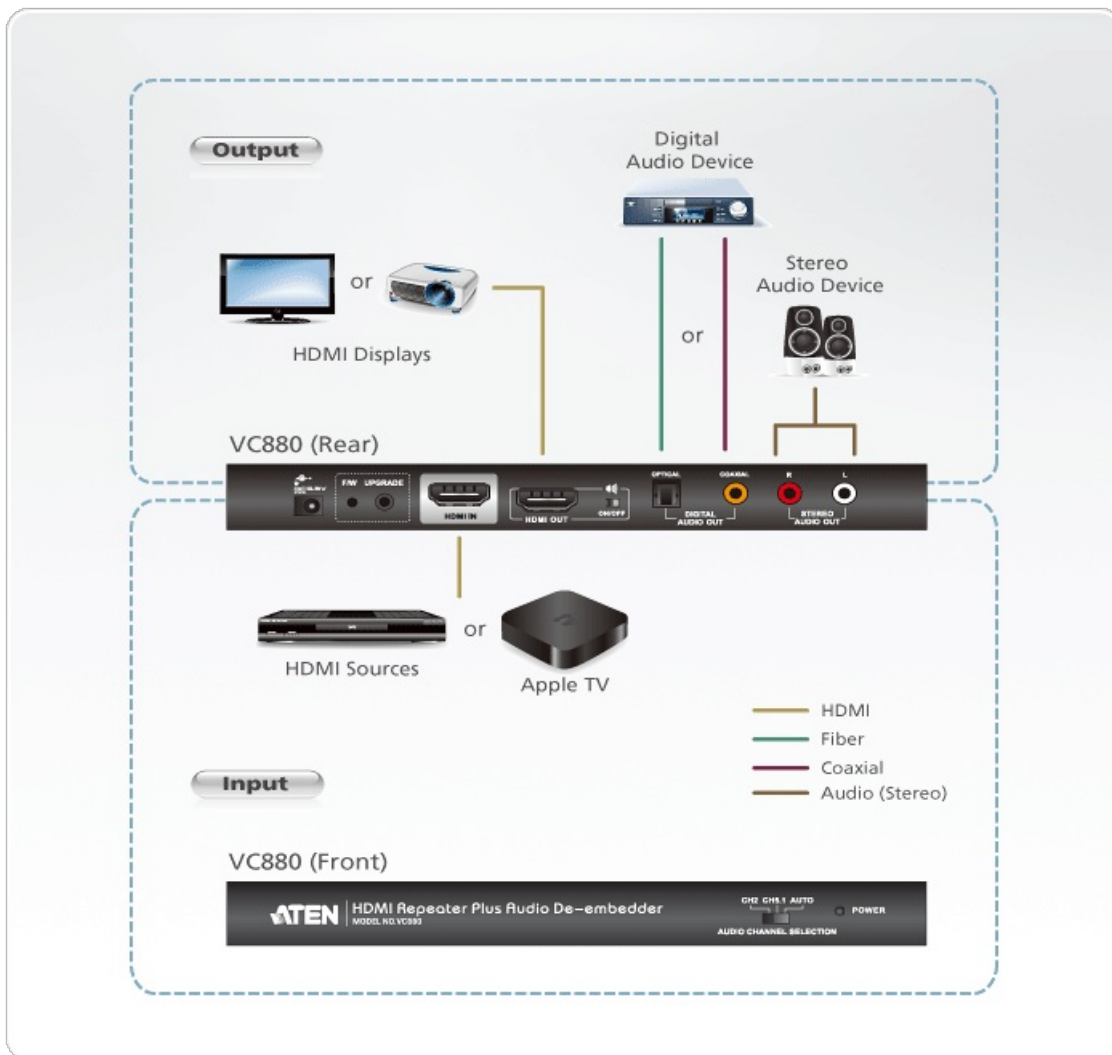 Output
Digital
Audio Device
Stereo
Audio Device
or
or
HDMI Displays
VC880 (Rear)
F/W UPGRADE
HDMI IN
HDMI OUT
ON/OFF
OPTICAL
COAXIAL
DIGITAL
AUDIO OUT
R
L
STEREO
AUDIO OUT
or
HDMI Sources
Apple TV
HDMI
Fiber
Coaxial
Audio (Stereo)
Input
VC880 (Front)
ATEN
HDMI Repeater Plus Audio De-embedder
MODEL NO. VC880
CH2 CH5.1 AUTO
AUDIO CHANNEL SELECTION
POWER